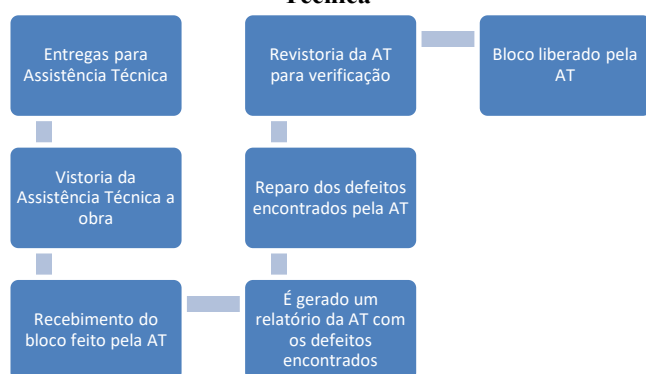 Técnica
Entregas para
Assistência Técnica
Vistoria da
Assistência Técnica a
obra
Recebimento do
bloco feito pela AT
É gerado um
relatório da AT com
os defeitos
encontrados
Reparo dos defeitos
encontrados pela AT
Revistoria da AT
para verificação
Bloco liberado pela
AT